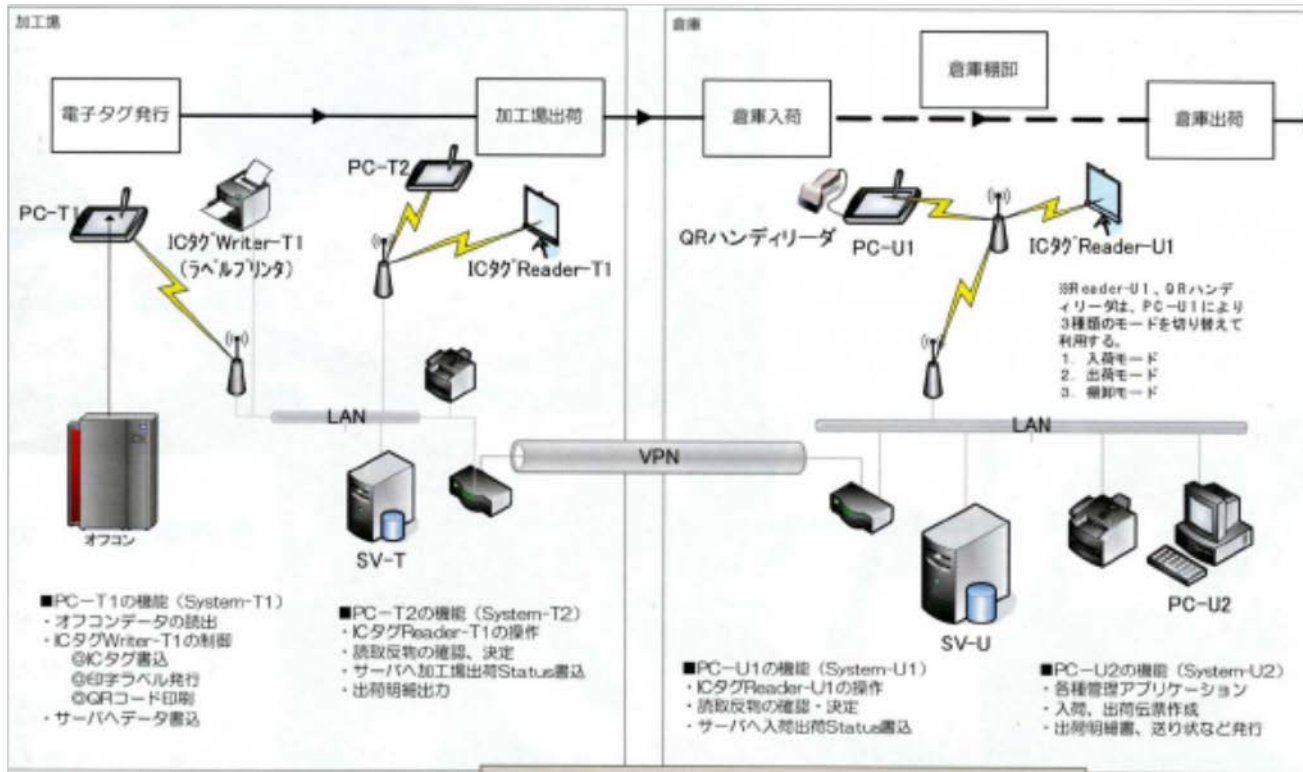 加工場
電子タグ発行
加工場出荷
PC-T2
PC-T1
ICﾀｸﾞWriter-T1
(ラベルプリンタ)
ICﾀｸﾞReader-T1
LAN
オフコン
SV-T
VPN
■PC-T1の機能（System-T1）
・オフコンデータの読出
・ICタグWriter-T1の制御
◎ICタグ書込
◎印字ラベル発行
◎QRコード印刷
・サーバへデータ書込
■PC-T2の機能（System-T2）
・ICタグReader-T1の操作
・読取反物の確認、決定
・サーバへ加工場出荷Status書込
・出荷明細出力
倉庫
倉庫入荷
倉庫棚卸
倉庫出荷
QRハンディリーダ
PC-U1
ICﾀｸﾞReader-U1
※Reader-U1、QRハンデ
ィリーダは、PC-U1により
3種類のモードを切り替えて
利用する。
1. 入荷モード
2. 出荷モード
3. 棚卸モード
LAN
SV-U
PC-U2
■PC-U1の機能（System-U1）
・ICタグReader-U1の操作
・読取反物の確認・決定
・サーバへ入荷出荷Status書込
■PC-U2の機能（System-U2）
・各種管理アプリケーション
・入荷、出荷伝票作成
・出荷明細書、送り状など発行